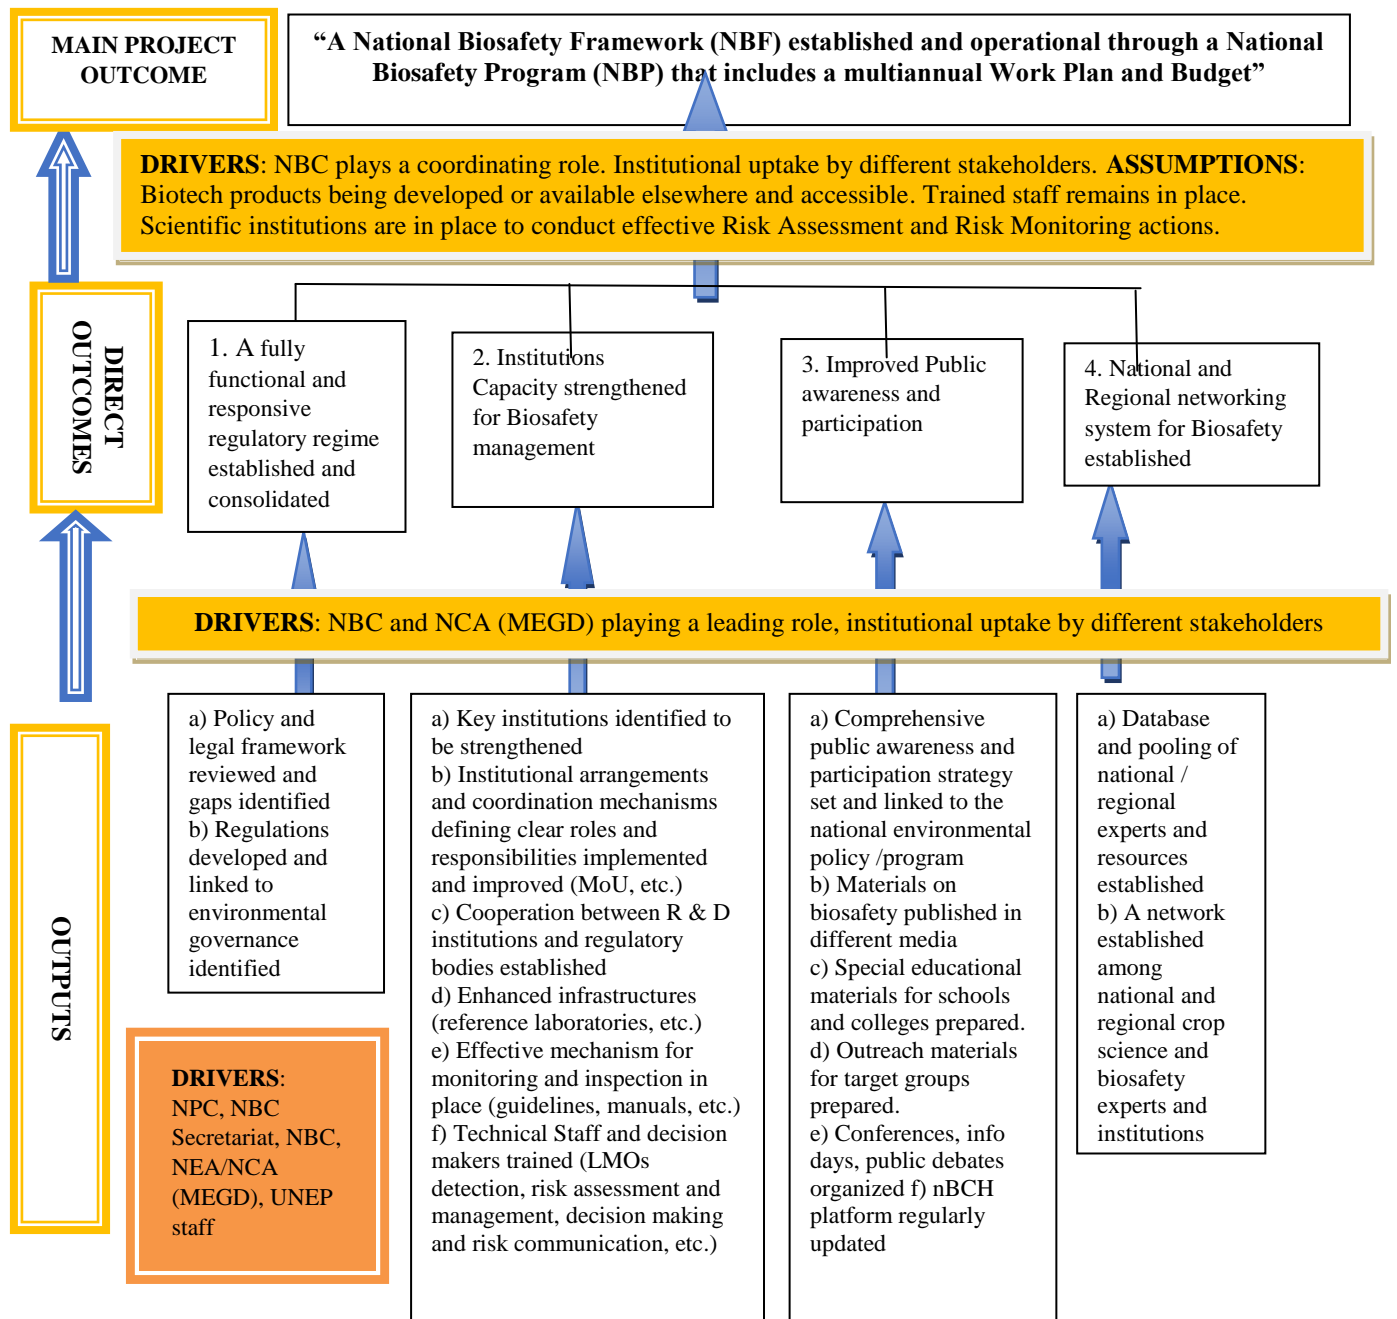 MAIN PROJECT
OUTCOME
“A National Biosafety Framework (NBF) established and operational through a National
Biosafety Program (NBP) that includes a multiannual Work Plan and Budget”
DRIVERS: NBC plays a coordinating role. Institutional uptake by different stakeholders. ASSUMPTIONS:
Biotech products being developed or available elsewhere and accessible. Trained staff remains in place.
Scientific institutions are in place to conduct effective Risk Assessment and Risk Monitoring actions.
DIRECT
OUTCOMES
1. A fully
functional and
responsive
regulatory regime
established and
consolidated
2. Institutions
Capacity strengthened
for Biosafety
management
3. Improved Public
awareness and
participation
4. National and
Regional networking
system for Biosafety
established
DRIVERS: NBC and NCA (MEGD) playing a leading role, institutional uptake by different stakeholders
OUTPUTS
a) Policy and
legal framework
reviewed and
gaps identified
b) Regulations
developed and
linked to
environmental
governance
identified
DRIVERS:
NPC, NBC
Secretariat, NBC,
NEA/NCA
(MEGD), UNEP
staff
a) Key institutions identified to
be strengthened
b) Institutional arrangements
and coordination mechanisms
defining clear roles and
responsibilities implemented
and improved (MoU, etc.)
c) Cooperation between R & D
institutions and regulatory
bodies established
d) Enhanced infrastructures
(reference laboratories, etc.)
e) Effective mechanism for
monitoring and inspection in
place (guidelines, manuals, etc.)
f) Technical Staff and decision
makers trained (LMOs
detection, risk assessment and
management, decision making
and risk communication, etc.)
a) Comprehensive
public awareness and
participation strategy
set and linked to the
national environmental
policy /program
b) Materials on
biosafety published in
different media
c) Special educational
materials for schools
and colleges prepared.
d) Outreach materials
for target groups
prepared.
e) Conferences, info
days, public debates
organized f) nBCH
platform regularly
updated
a) Database
and pooling of
national /
regional
experts and
resources
established
b) A network
established
among
national and
regional crop
science and
biosafety
experts and
institutions